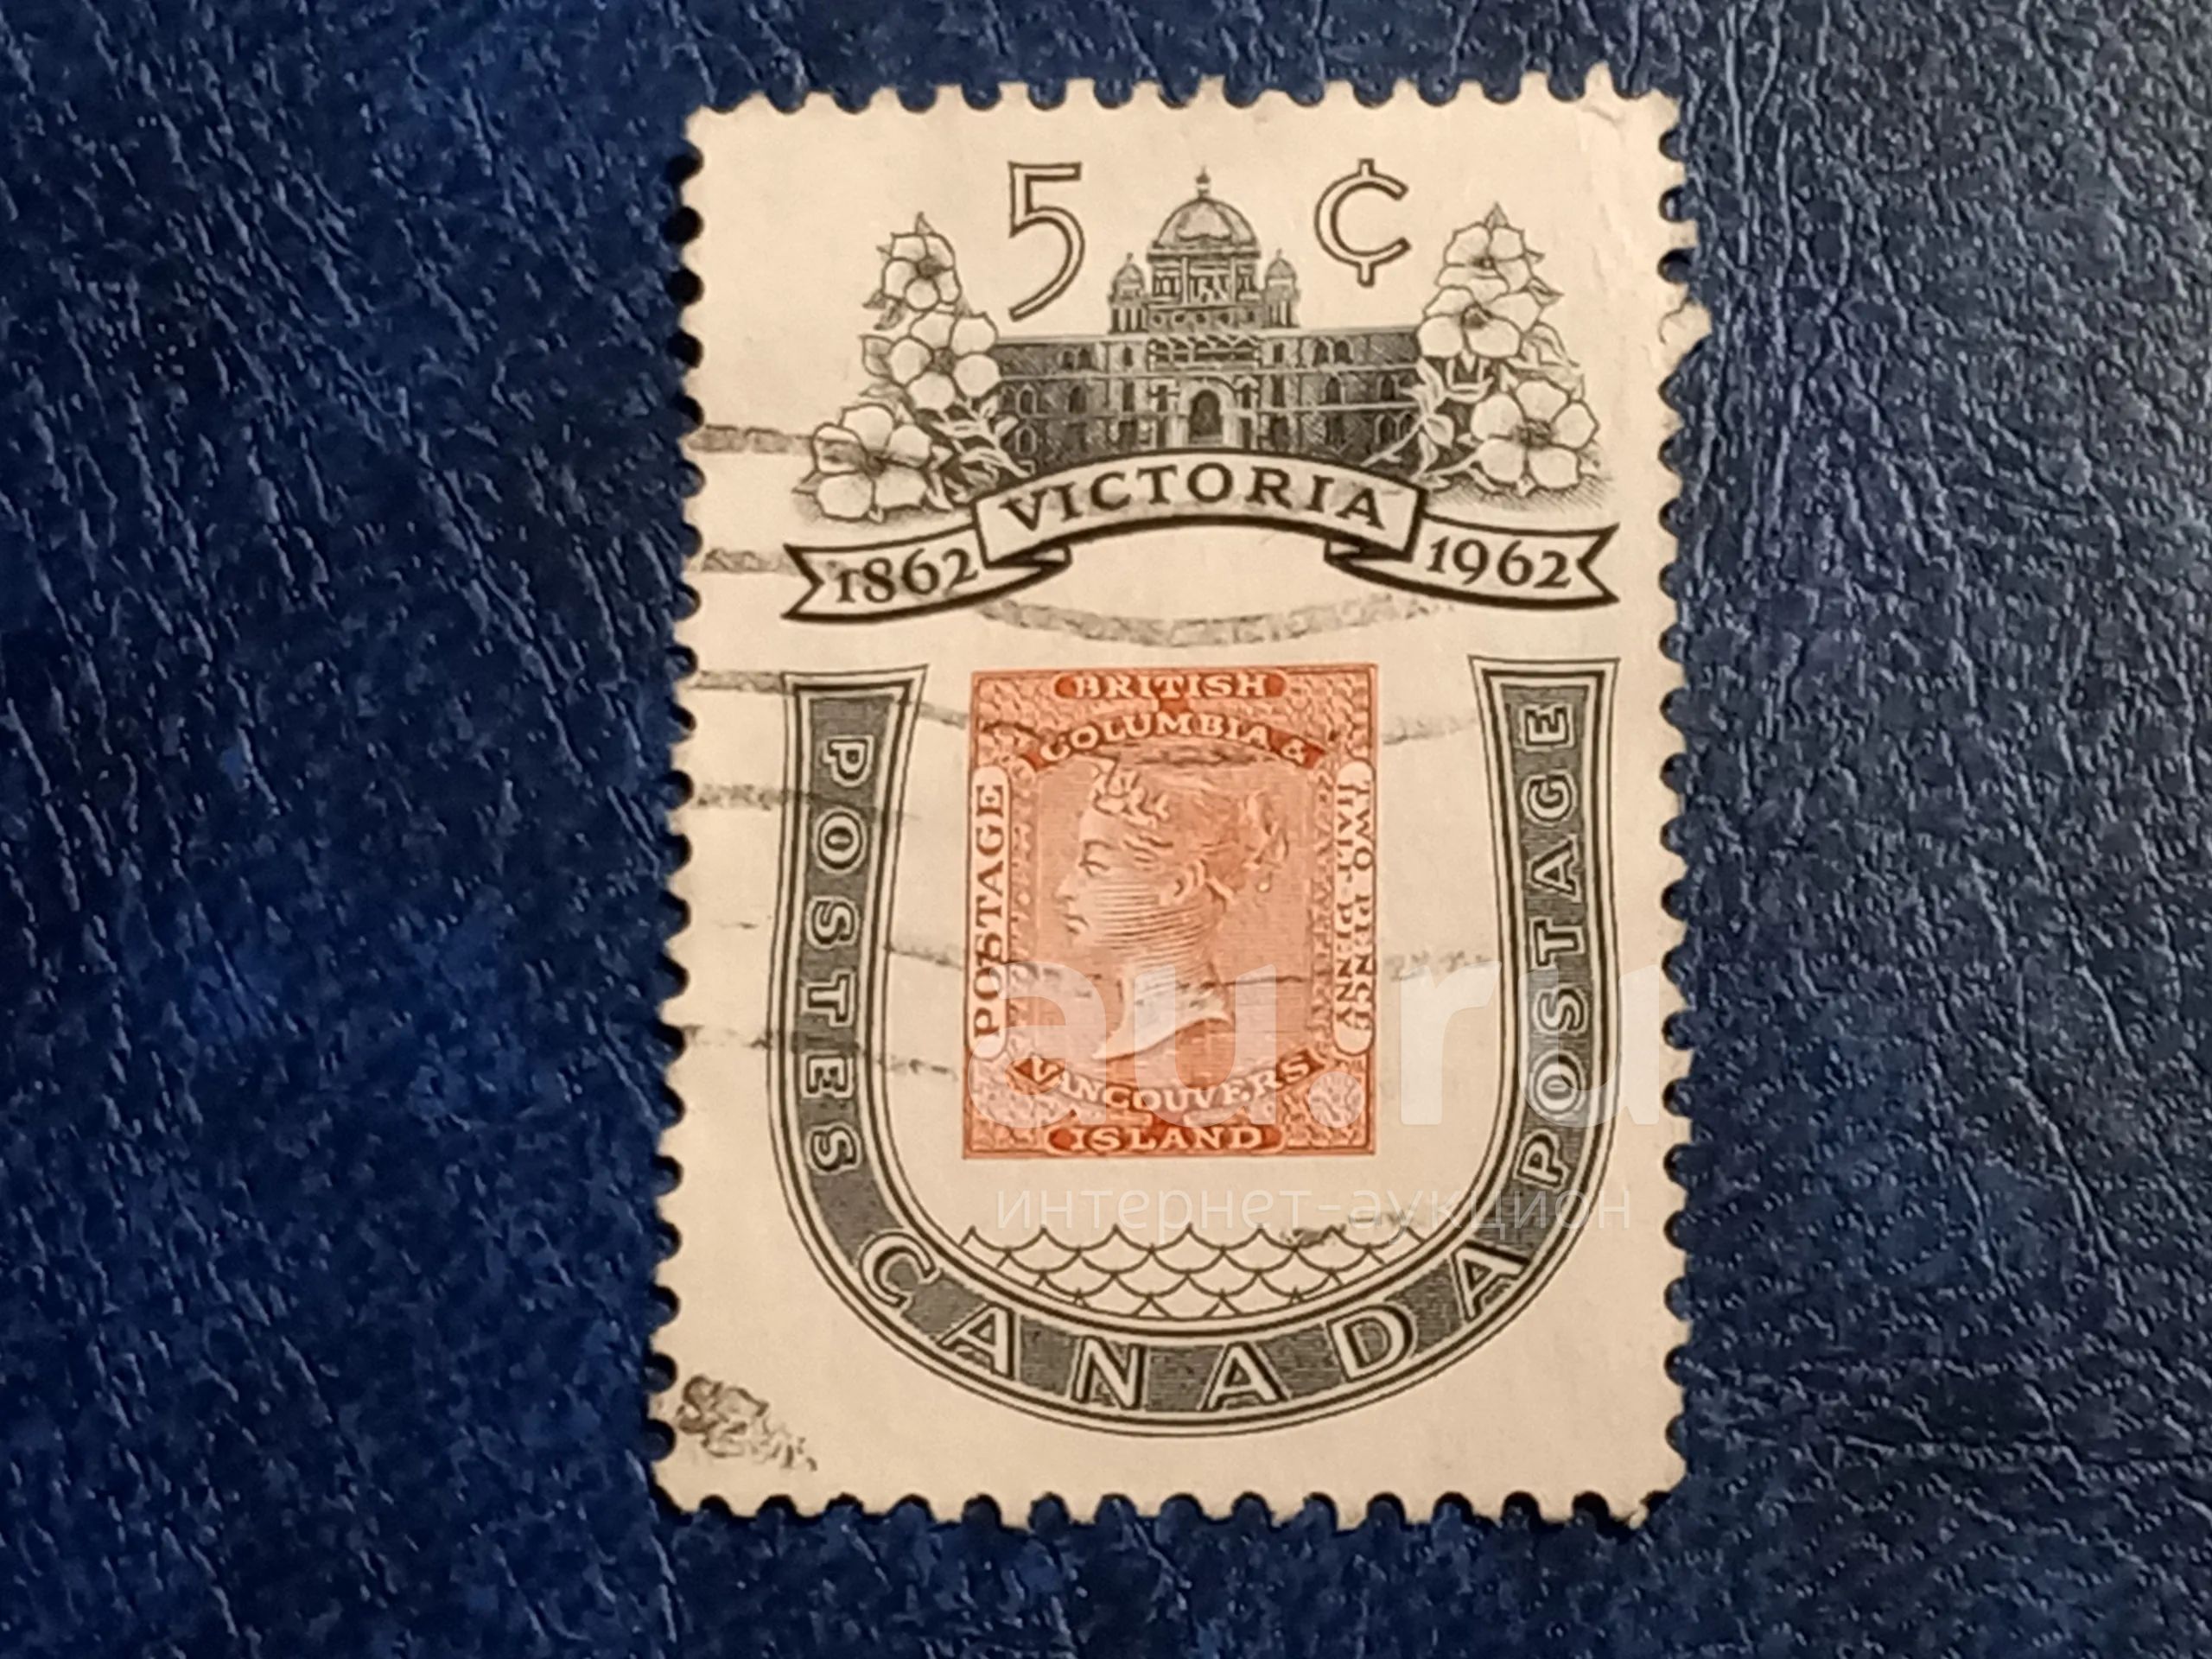 5 ¢
VICTORIA
1862 1962
BRITISH
COLUMBIA &
POSTAGE
TWO PENCE
HALF PENNY
VANCOUVERS
ISLAND
POSTES CANADA POSTAGE
au.ru
интернет-аукцион